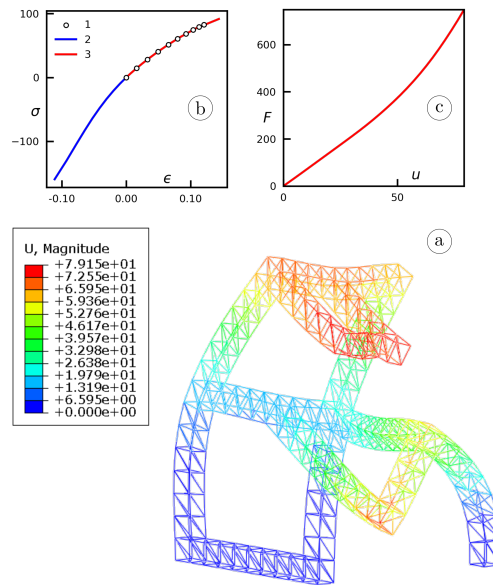 100
0
−100
σ
1
2
3
b
−0.10
0.00
0.10
ϵ
600
400
200
0
F
c
0
50
u
a
U, Magnitude
+7.915e+01
+7.255e+01
+6.595e+01
+5.936e+01
+5.276e+01
+4.617e+01
+3.957e+01
+3.298e+01
+2.638e+01
+1.979e+01
+1.319e+01
+6.595e+00
+0.000e+00